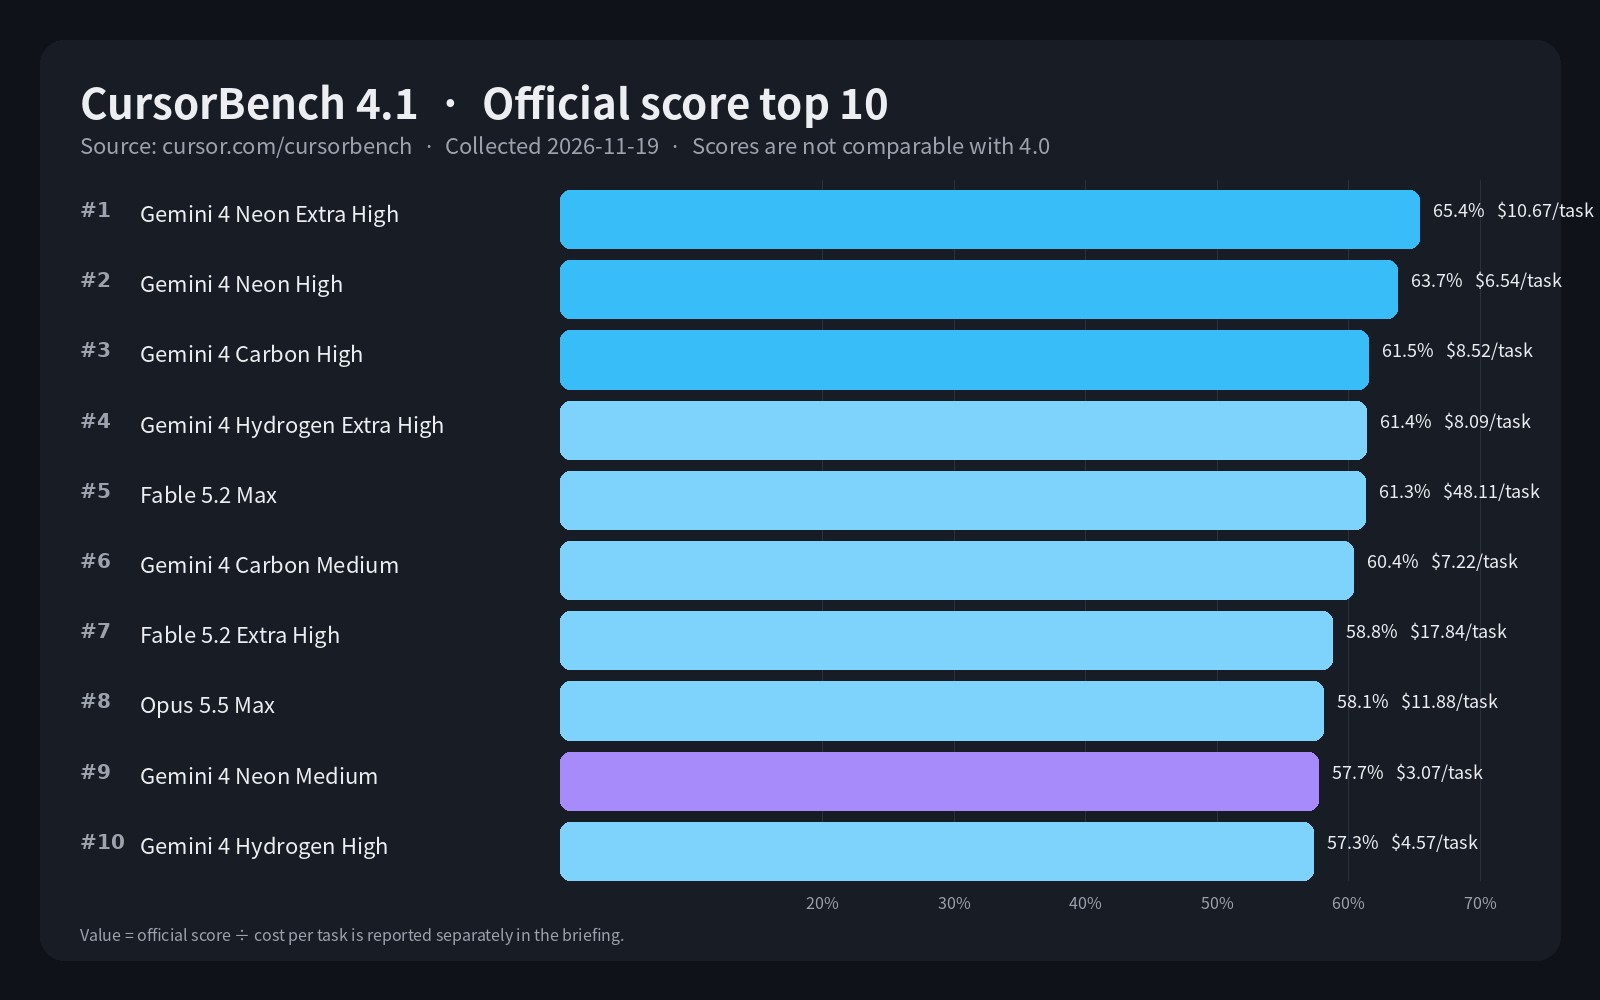 CursorBench 4.1 · Official score top 10
Source: cursor.com/cursorbench · Collected 2026-11-19 · Scores are not comparable with 4.0
#1 Gemini 4 Neon Extra High 65.4% $10.67/task
#2 Gemini 4 Neon High 63.7% $6.54/task
#3 Gemini 4 Carbon High 61.5% $8.52/task
#4 Gemini 4 Hydrogen Extra High 61.4% $8.09/task
#5 Fable 5.2 Max 61.3% $48.11/task
#6 Gemini 4 Carbon Medium 60.4% $7.22/task
#7 Fable 5.2 Extra High 58.8% $17.84/task
#8 Opus 5.5 Max 58.1% $11.88/task
#9 Gemini 4 Neon Medium 57.7% $3.07/task
#10 Gemini 4 Hydrogen High 57.3% $4.57/task
20% 30% 40% 50% 60% 70%
Value = official score ÷ cost per task is reported separately in the briefing.